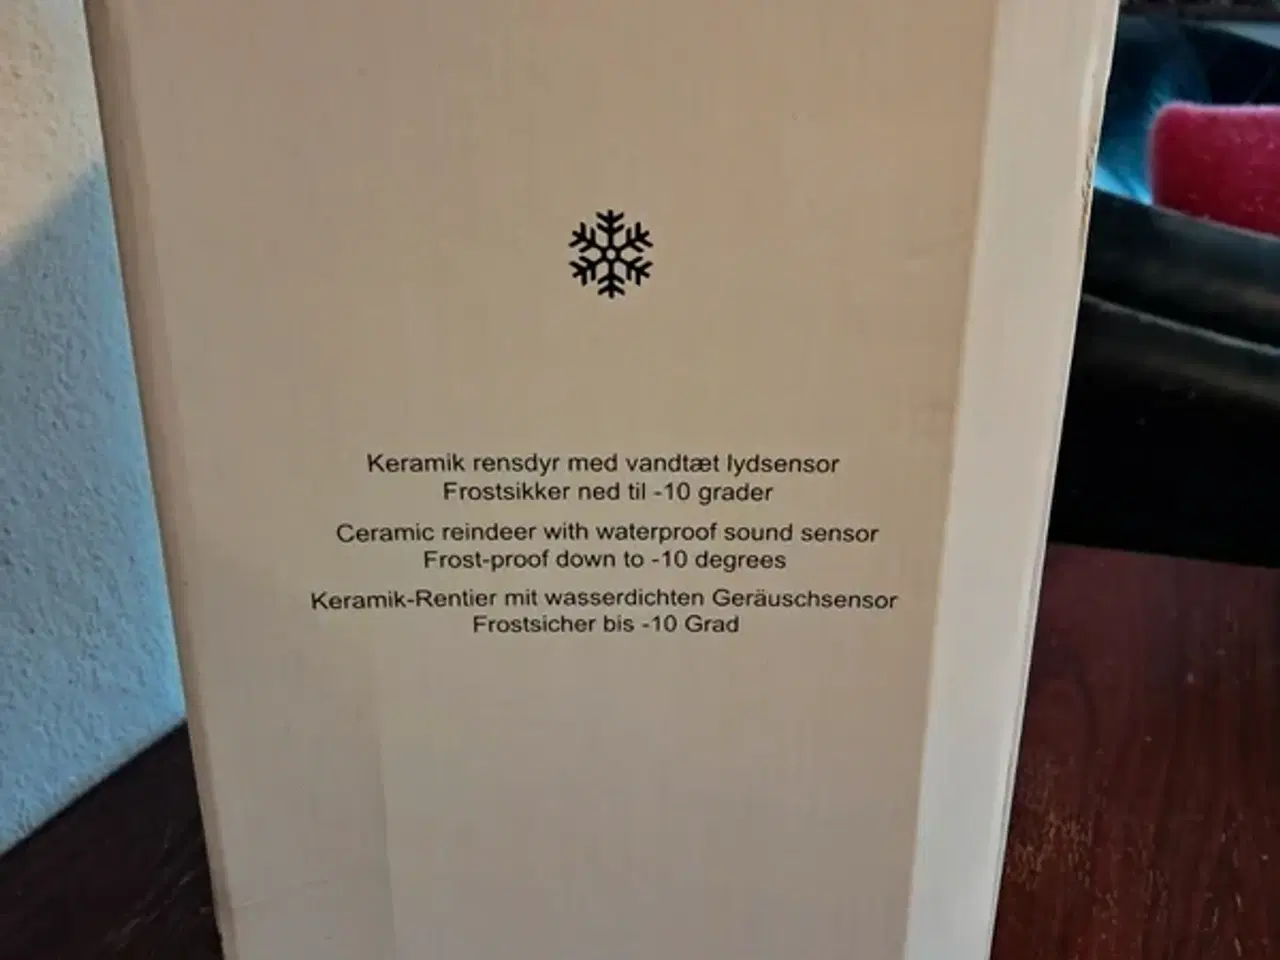 Keramik rensdyr med vandtæt lydsensor
Frostsikker ned til -10 grader
Ceramic reindeer with waterproof sound sensor
Frost-proof down to -10 degrees
Keramik-Rentier mit wasserdichten Geräuschsensor
Frostsicher bis -10 Grad